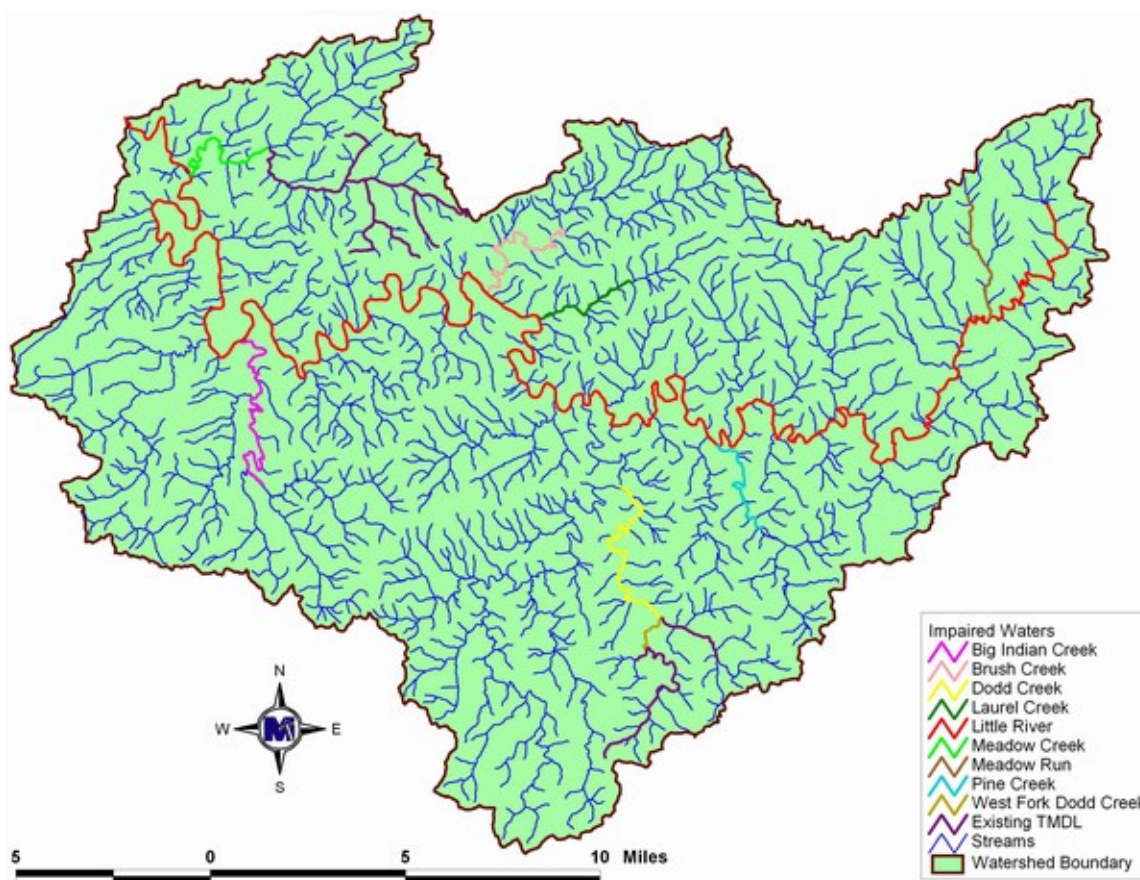 N
W
E
M
S
5 0 5 10 Miles
Impaired Waters
Big Indian Creek
Brush Creek
Dodd Creek
Laurel Creek
Little River
Meadow Creek
Meadow Run
Pine Creek
West Fork Dodd Creek
Existing TMDL
Streams
Watershed Boundary